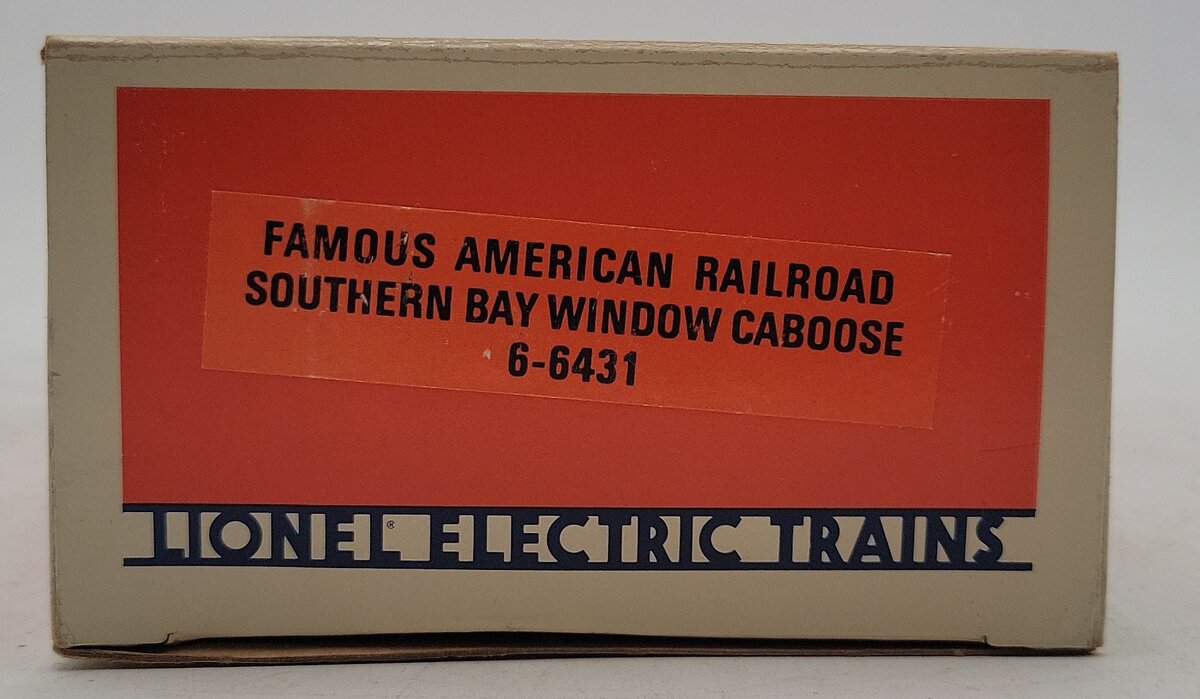 FAMOUS AMERICAN RAILROAD
SOUTHERN BAY WINDOW CABOOSE
6-6431
LIONEL® ELECTRIC TRAINS